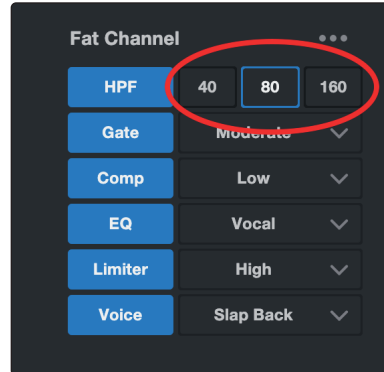 Fat Channel
HPF 40 80 160
Gate Moderate
Comp Low
EQ Vocal
Limiter High
Voice Slap Back